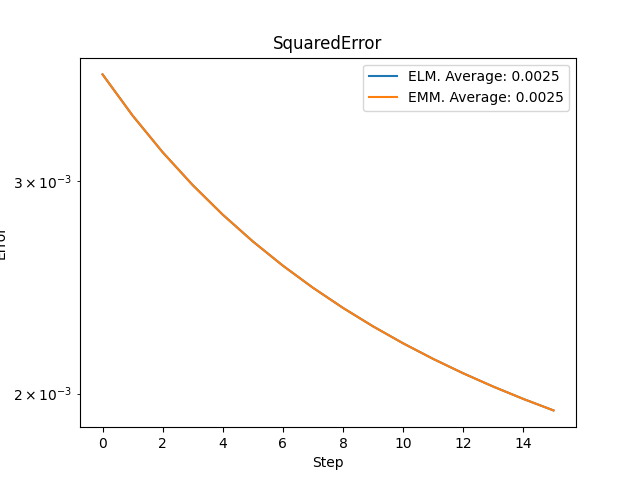 SquaredError
ELM. Average: 0.0025
EMM. Average: 0.0025
Error
3 × 10⁻³
2 × 10⁻³
0 2 4 6 8 10 12 14
Step